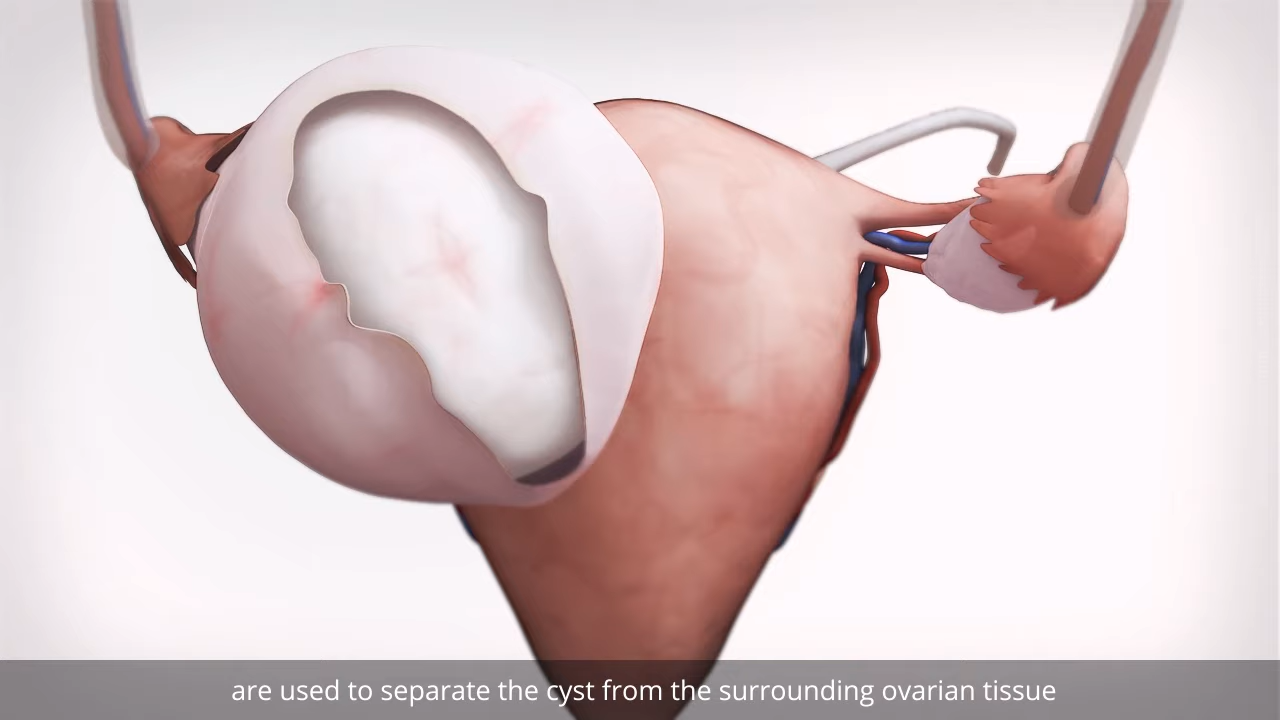 are used to separate the cyst from the surrounding ovarian tissue